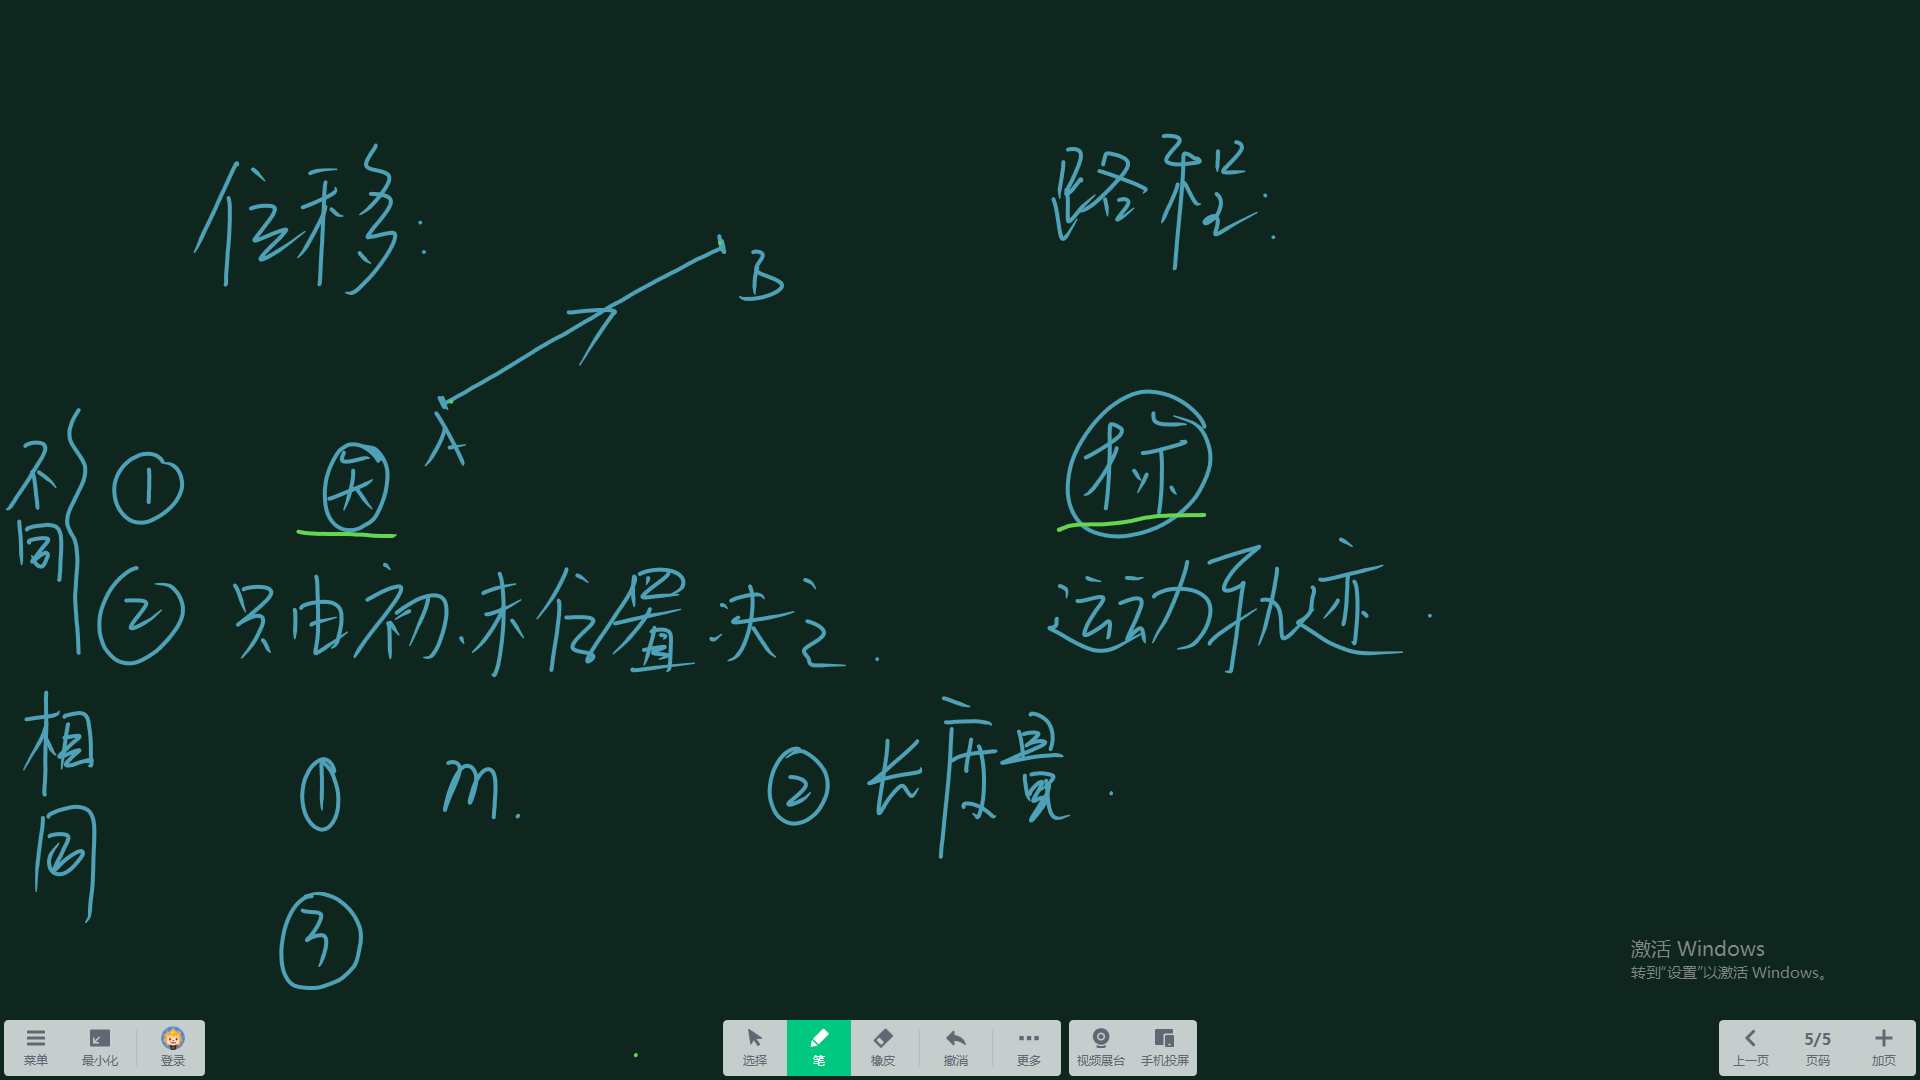 位移: 路程:
B
A
不同 ① 矢 标
② 只由初、末位置决定. 运动轨迹.
相同 ① m. ② 长度量.
③
激活 Windows
转到“设置”以激活 Windows。
菜单 最小化 登录 选择 笔 橡皮 撤消 更多 视频展台 手机投屏 上一页 5/5 页码 加页